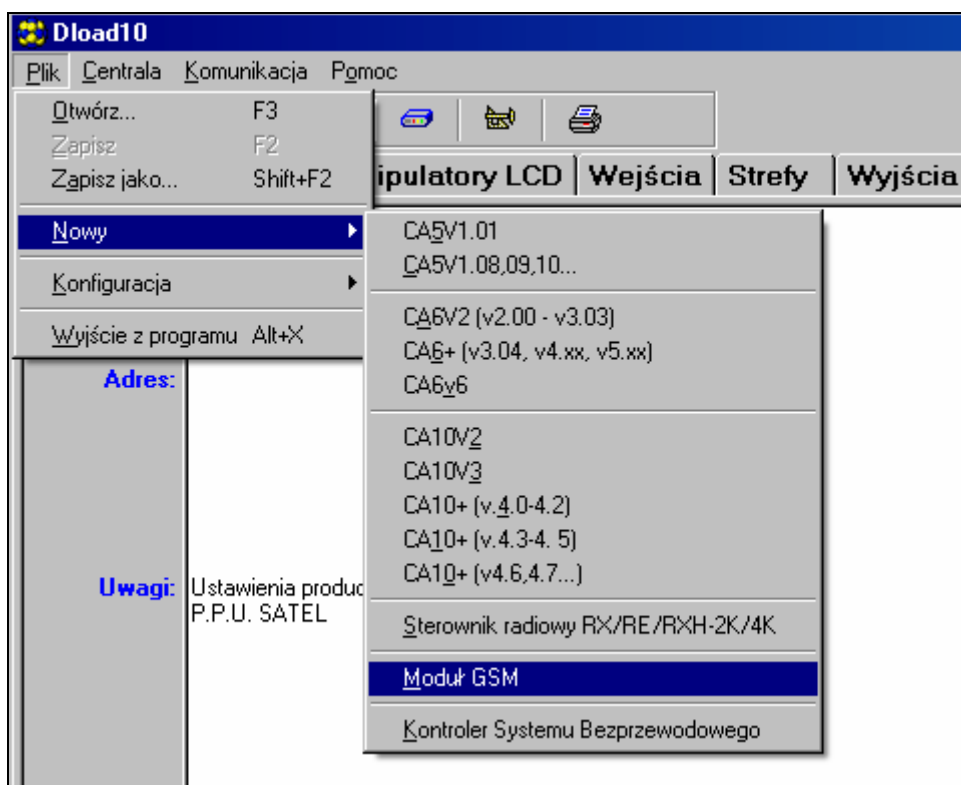 Dload10
Plik Centrala Komunikacja Pomoc
Otwórz... F3
Zapisz F2
Zapisz jako... Shift+F2
Nowy
Konfiguracja
Wyjście z programu Alt+X
ipulatory LCD Wejścia Strefy Wyjścia
CA5V1.01
CA5V1.08,09,10...
CA6V2 (v2.00 - v3.03)
CA6+ (v3.04, v4.xx, v5.xx)
CA6v6
CA10V2
CA10V3
CA10+ (v.4.0-4.2)
CA10+ (v.4.3-4. 5)
CA10+ (v4.6,4.7...)
Sterownik radiowy RX/RE/RXH-2K/4K
Moduł GSM
Kontroler Systemu Bezprzewodowego
Adres:
Uwagi: Ustawienia produc
P.P.U. SATEL